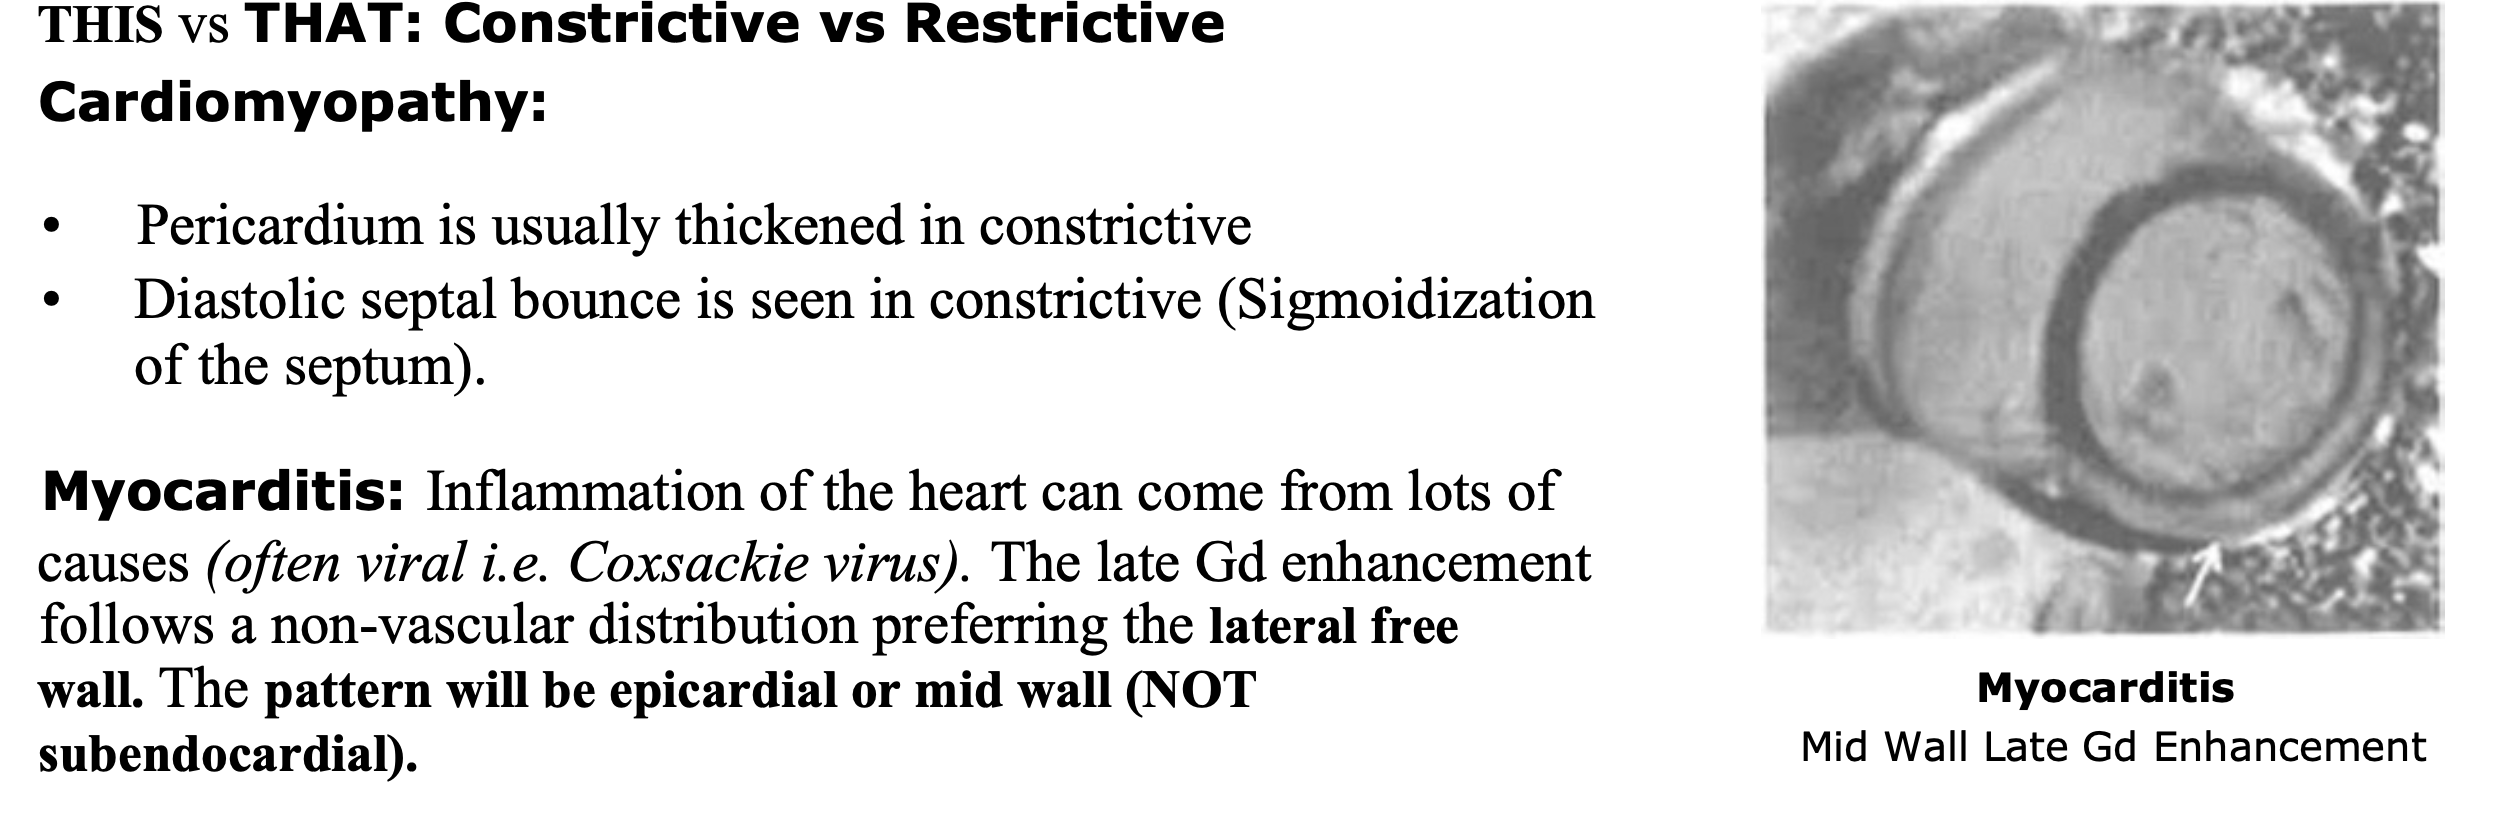 THIS vs THAT: Constrictive vs Restrictive
Cardiomyopathy:
• Pericardium is usually thickened in constrictive
• Diastolic septal bounce is seen in constrictive (Sigmoidization
of the septum).
Myocarditis: Inflammation of the heart can come from lots of
causes (often viral i.e. Coxsackie virus). The late Gd enhancement
follows a non-vascular distribution preferring the lateral free
wall. The pattern will be epicardial or mid wall (NOT
subendocardial).
Myocarditis
Mid Wall Late Gd Enhancement